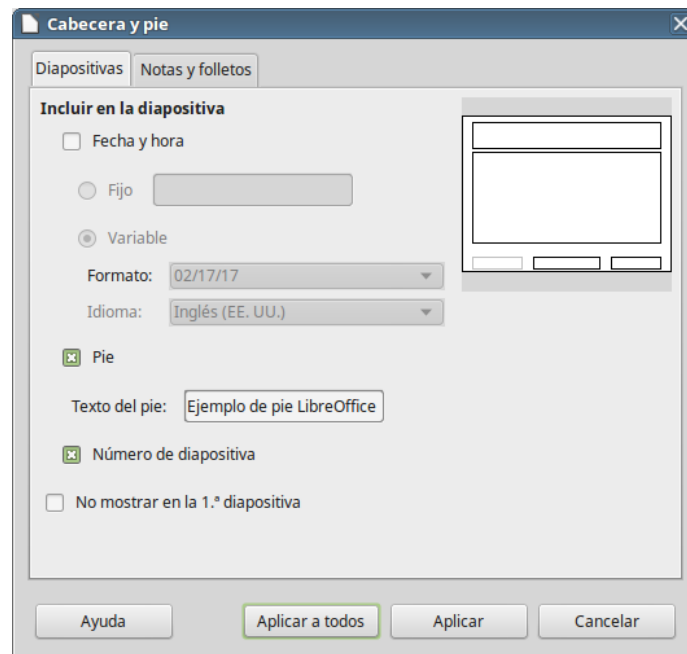 Cabecera y pie
Diapositivas Notas y folletos
Incluir en la diapositiva
Fecha y hora
Fijo
Variable
Formato: 02/17/17
Idioma: Inglés (EE. UU.)
Pie
Texto del pie: Ejemplo de pie LibreOffice
Número de diapositiva
No mostrar en la 1.ª diapositiva
Ayuda Aplicar a todos Aplicar Cancelar